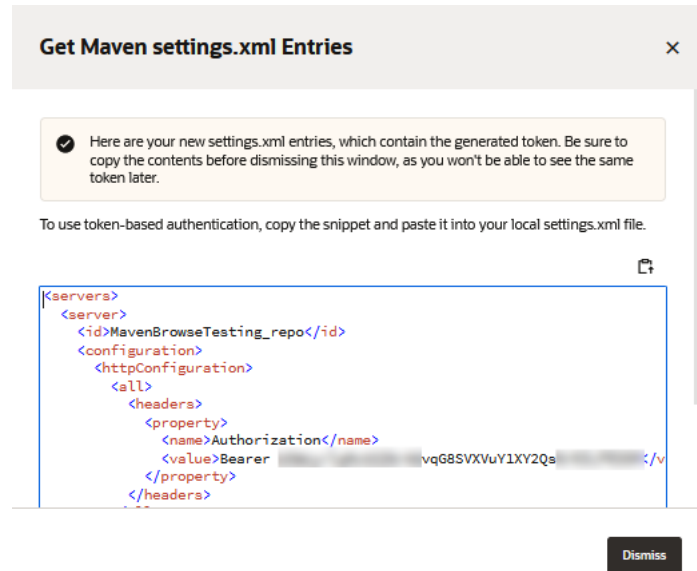 Get Maven settings.xml Entries
Here are your new settings.xml entries, which contain the generated token. Be sure to
copy the contents before dismissing this window, as you won't be able to see the same
token later.
To use token-based authentication, copy the snippet and paste it into your local settings.xml file.
<servers>
<server>
<id>MavenBrowseTesting_repo</id>
<configuration>
<httpConfiguration>
<all>
<headers>
<property>
<name>Authorization</name>
<value>Bearer vqG8SVXVuY1XY2Qs </v
</property>
</headers>
Dismiss